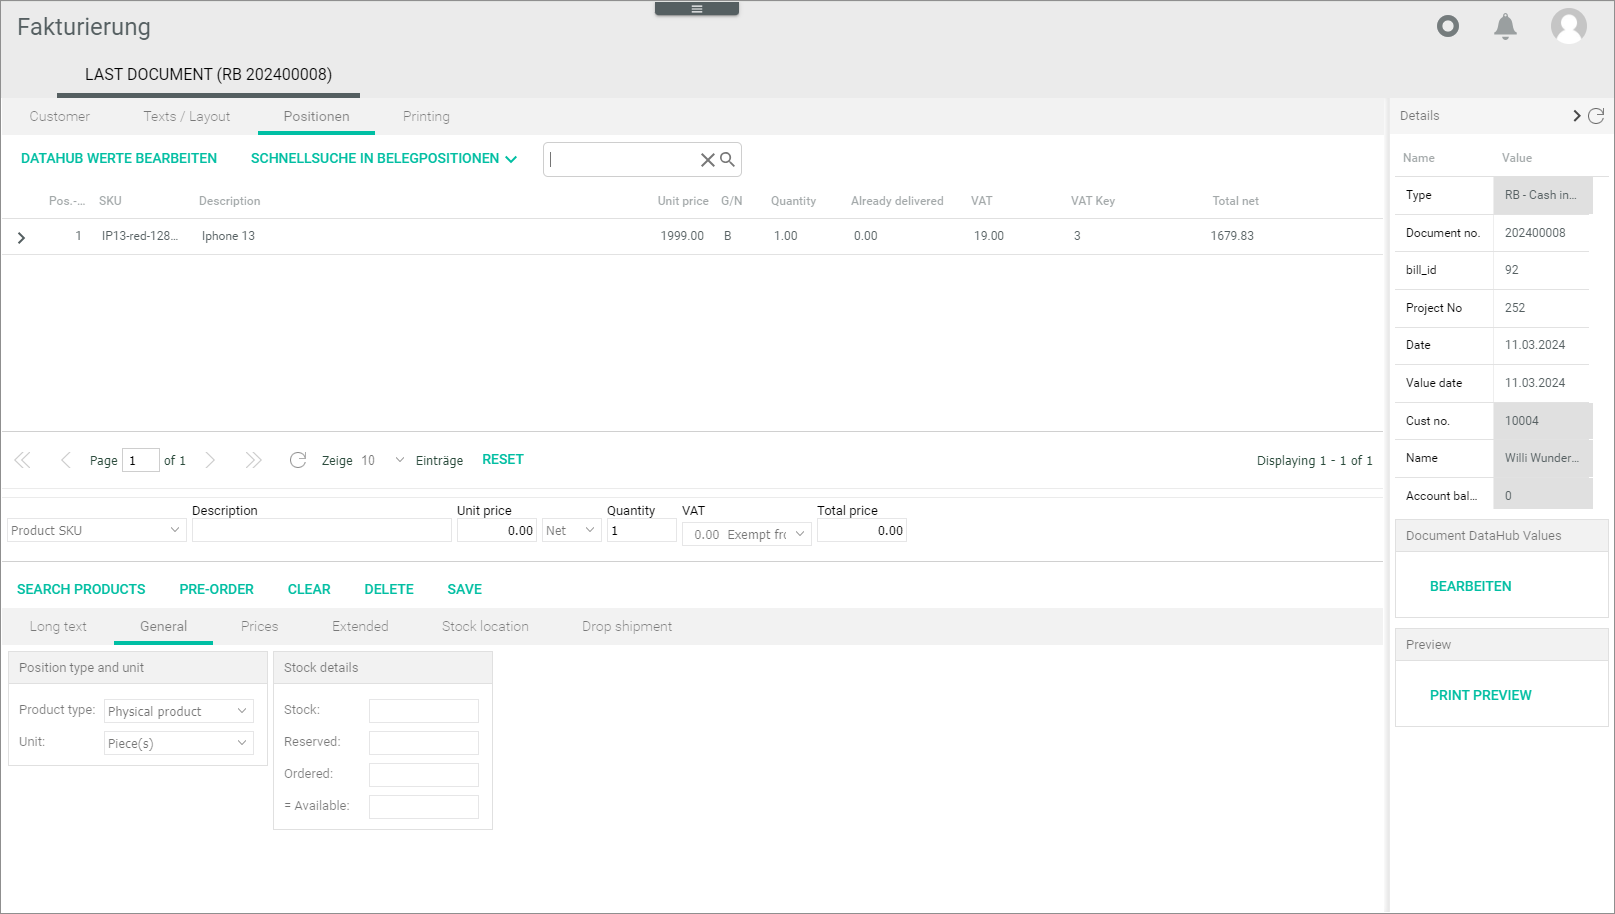 Fakturierung
LAST DOCUMENT (RB 202400008)
Customer Texts / Layout Positionen Printing
DATAHUB WERTE BEARBEITEN SCHNELLSUCHE IN BELEGPOSITIONEN
Pos.-... SKU Description Unit price G/N Quantity Already delivered VAT VAT Key Total net
1 IP13-red-128... Iphone 13 1999.00 B 1.00 0.00 19.00 3 1679.83
Page 1 of 1 Zeige 10 Einträge RESET Displaying 1 - 1 of 1
Description Unit price Quantity VAT Total price
Product SKU 0.00 Net 1 0.00 Exempt fr 0.00
SEARCH PRODUCTS PRE-ORDER CLEAR DELETE SAVE
Long text General Prices Extended Stock location Drop shipment
Position type and unit
Product type: Physical product
Unit: Piece(s)
Stock details
Stock:
Reserved:
Ordered:
= Available:
Details
Name Value
Type RB - Cash in...
Document no. 202400008
bill_id 92
Project No 252
Date 11.03.2024
Value date 11.03.2024
Cust no. 10004
Name Willi Wunder...
Account bal... 0
Document DataHub Values
BEARBEITEN
Preview
PRINT PREVIEW